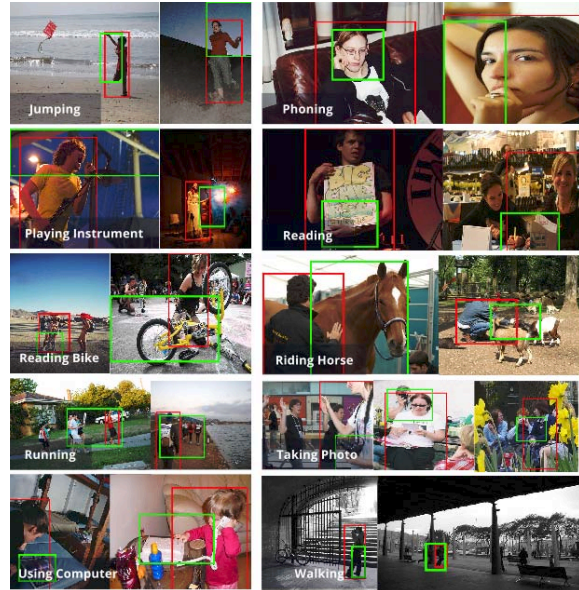 Jumping
Phoning
Playing Instrument
Reading
Reading Bike
Riding Horse
Running
Taking Photo
Using Computer
Walking